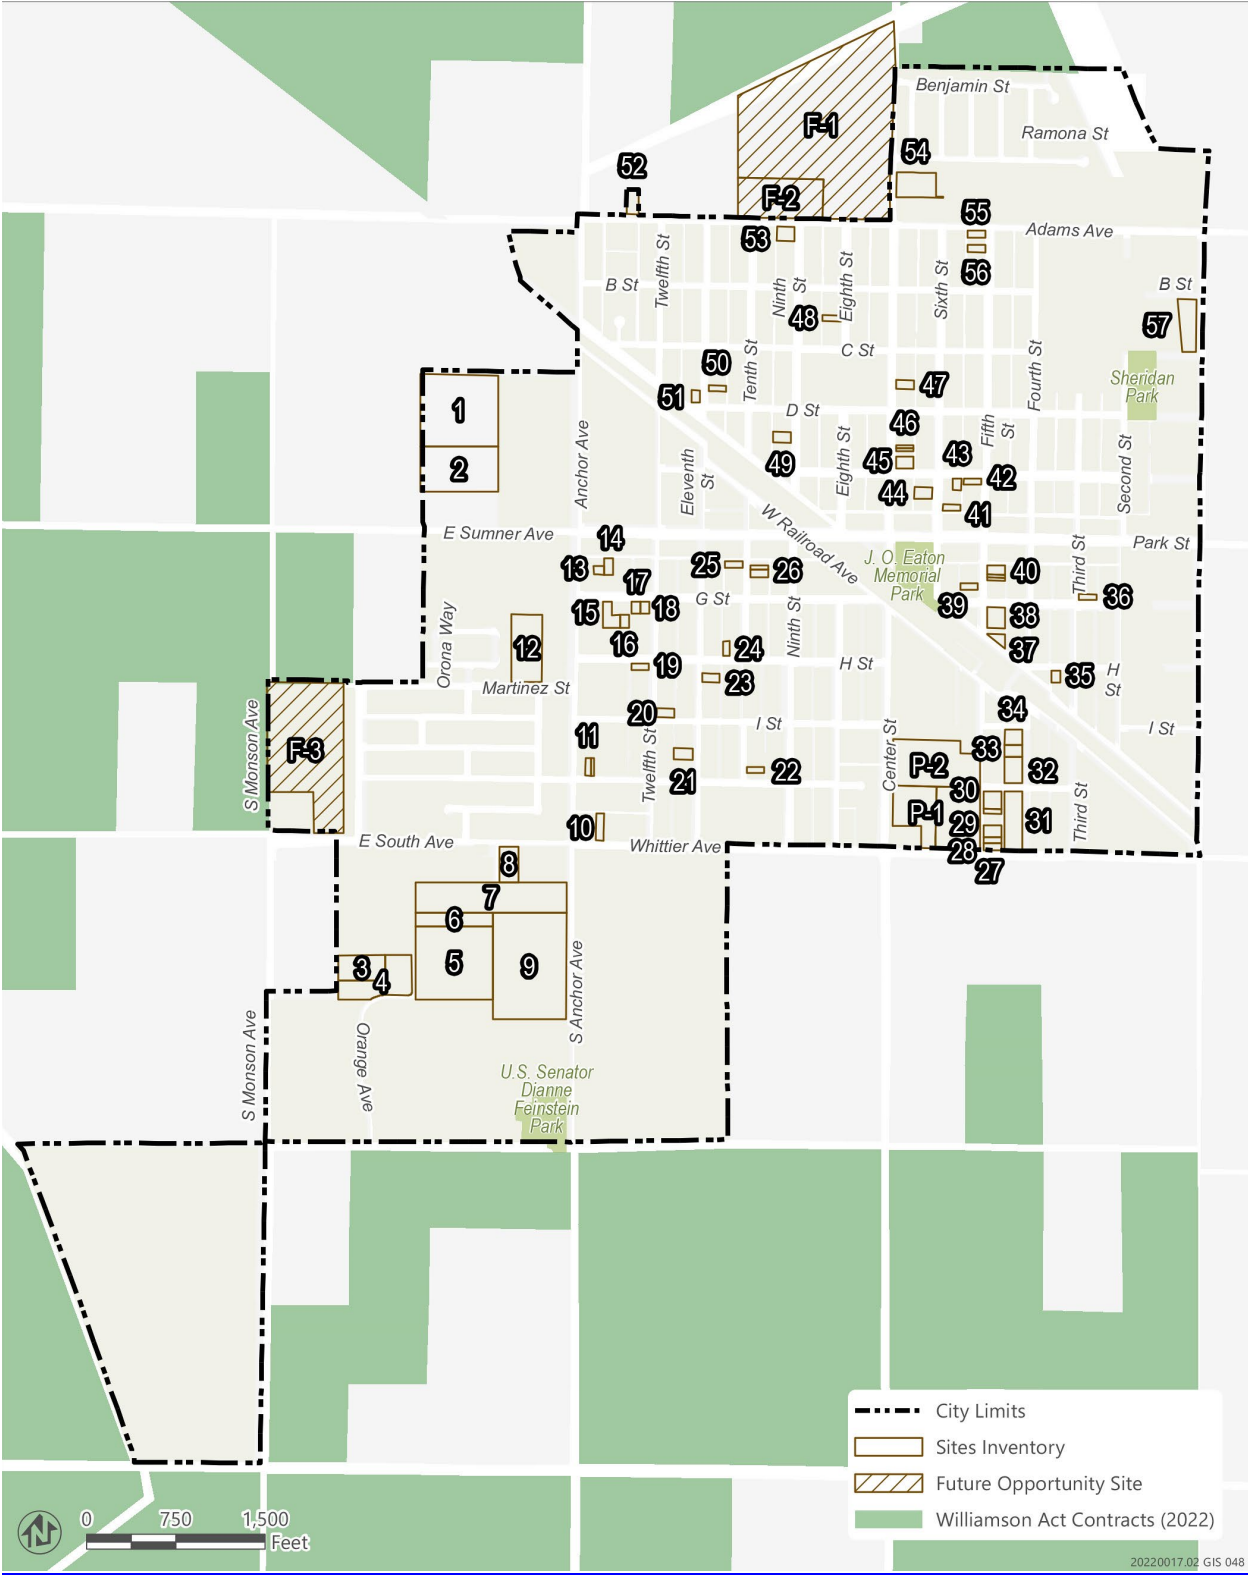 Benjamin St
F-1
Ramona St
54
52
F-2
55
53
Adams Ave
Twelfth St
Eighth St
56
B St
Ninth
St
Sixth St
B St
48
57
C St
50
Tenth St
Fourth St
Sheridan
Park
51
47
1
D St
46
Fifth
St
Anchor Ave
43
49
45
2
Eleventh
St
Eighth St
42
Second St
44
41
W Railroad Ave
E Sumner Ave
14
Park St
J. O. Eaton
Memorial
Park
13
25
26
40
Third St
17
G St
36
15
18
39
38
Orona Way
12
16
24
Ninth St
37
19
H St
23
35
H
St
Martinez St
20
34
I St
I St
11
S Monson Ave
F-3
Twelfth St
Center St
33
P-2
21
22
32
30
P-1
Third St
10
29
31
E South Ave
Whittier Ave
28
8
27
7
6
5
9
3
4
S Anchor Ave
S Monson Ave
Orange Ave
U.S. Senator
Dianne
Feinstein
Park
City Limits
Sites Inventory
Future Opportunity Site
Williamson Act Contracts (2022)
N
0 750 1,500
Feet
20220017.02 GIS 048